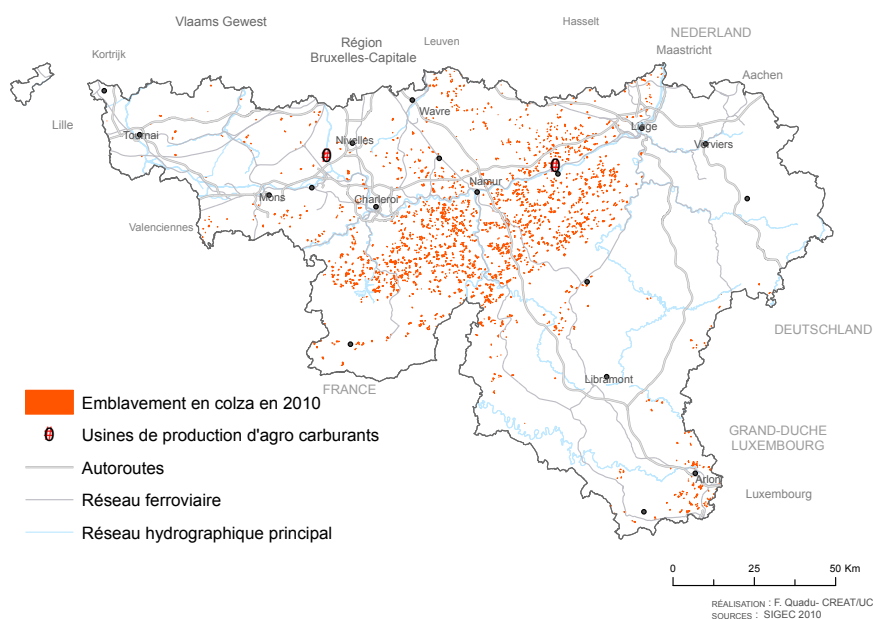 Vlaams Gewest
Hasselt
NEDERLAND
Région
Bruxelles-Capitale
Leuven
Maastricht
Kortrijk
Aachen
Wavre
Lille
Tournai
Nivelles
Liège
Verviers
Namur
Mons
Charleroi
Valenciennes
DEUTSCHLAND
Libramont
FRANCE
Emblavement en colza en 2010
Usines de production d'agro carburants
GRAND-DUCHE
LUXEMBOURG
Autoroutes
Arlon
Luxembourg
Réseau ferroviaire
Réseau hydrographique principal
0 25 50 Km
RÉALISATION : F. Quadu- CREAT/UC
SOURCES : SIGEC 2010